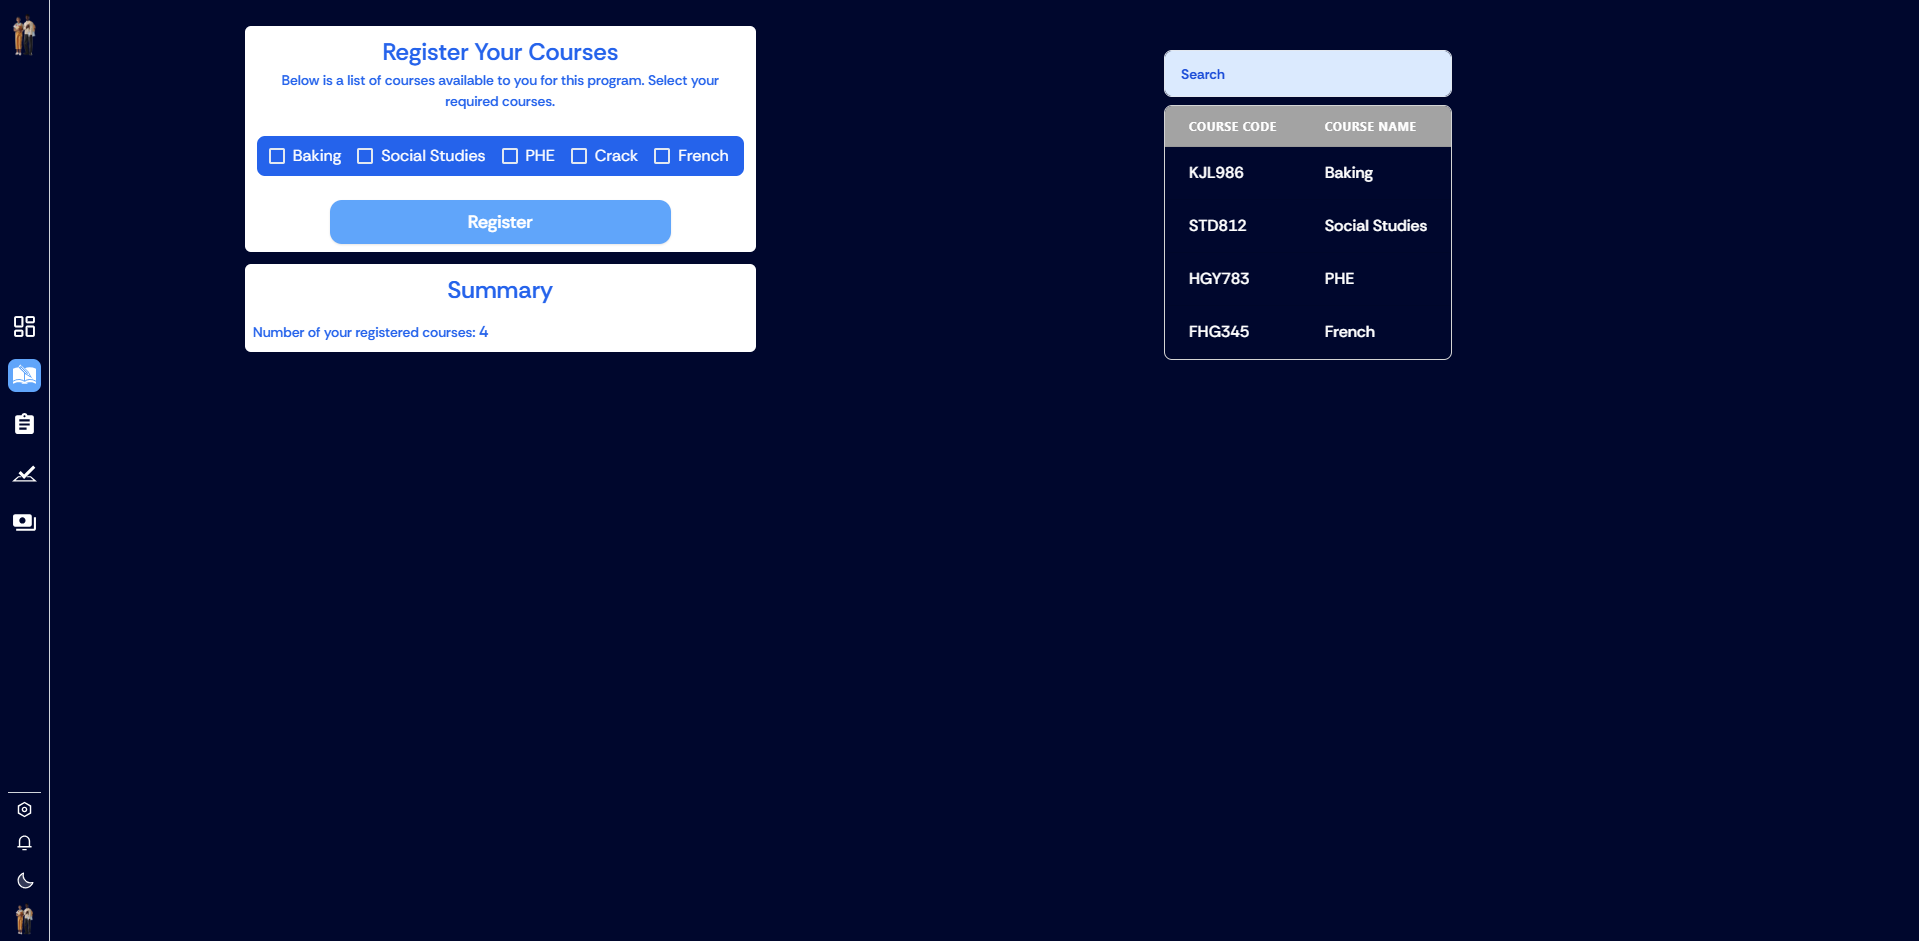 Register Your Courses
Below is a list of courses available to you for this program. Select your
required courses.
Baking Social Studies PHE Crack French
Register
Summary
Number of your registered courses: 4
Search
COURSE CODE COURSE NAME
KJL986 Baking
STD812 Social Studies
HGY783 PHE
FHG345 French